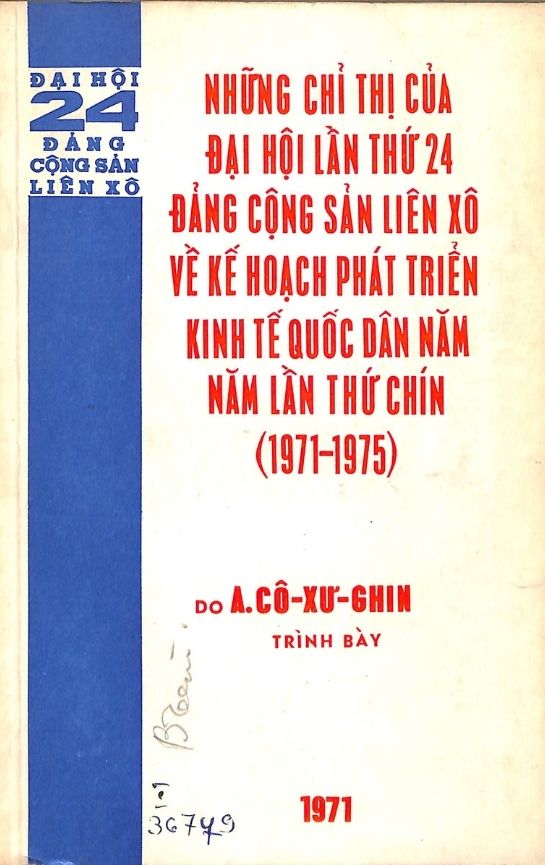 ĐẠI HỘI
24
ĐẢNG
CỘNG SẢN
LIÊN XÔ
NHỮNG CHỈ THỊ CỦA
ĐẠI HỘI LẦN THỨ 24
ĐẢNG CỘNG SẢN LIÊN XÔ
VỀ KẾ HOẠCH PHÁT TRIỂN
KINH TẾ QUỐC DÂN NĂM
NĂM LẦN THỨ CHÍN
(1971-1975)
DO A.CÔ-XƯ-GHIN
TRÌNH BÀY
1971